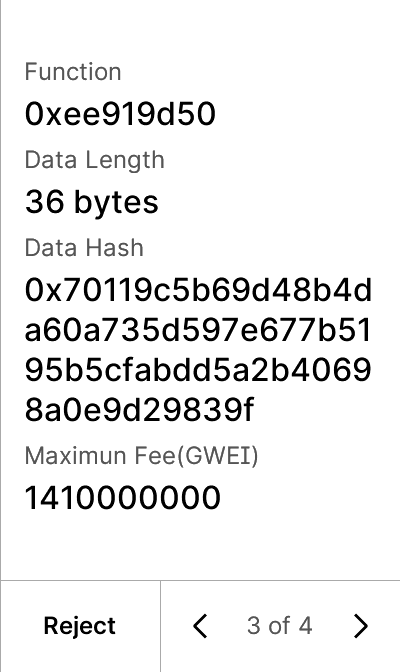 Function
0xee919d50
Data Length
36 bytes
Data Hash
0x70119c5b69d48b4d
a60a735d597e677b51
95b5cfabdd5a2b4069
8a0e9d29839f
Maximun Fee(GWEI)
1410000000
Reject
3 of 4